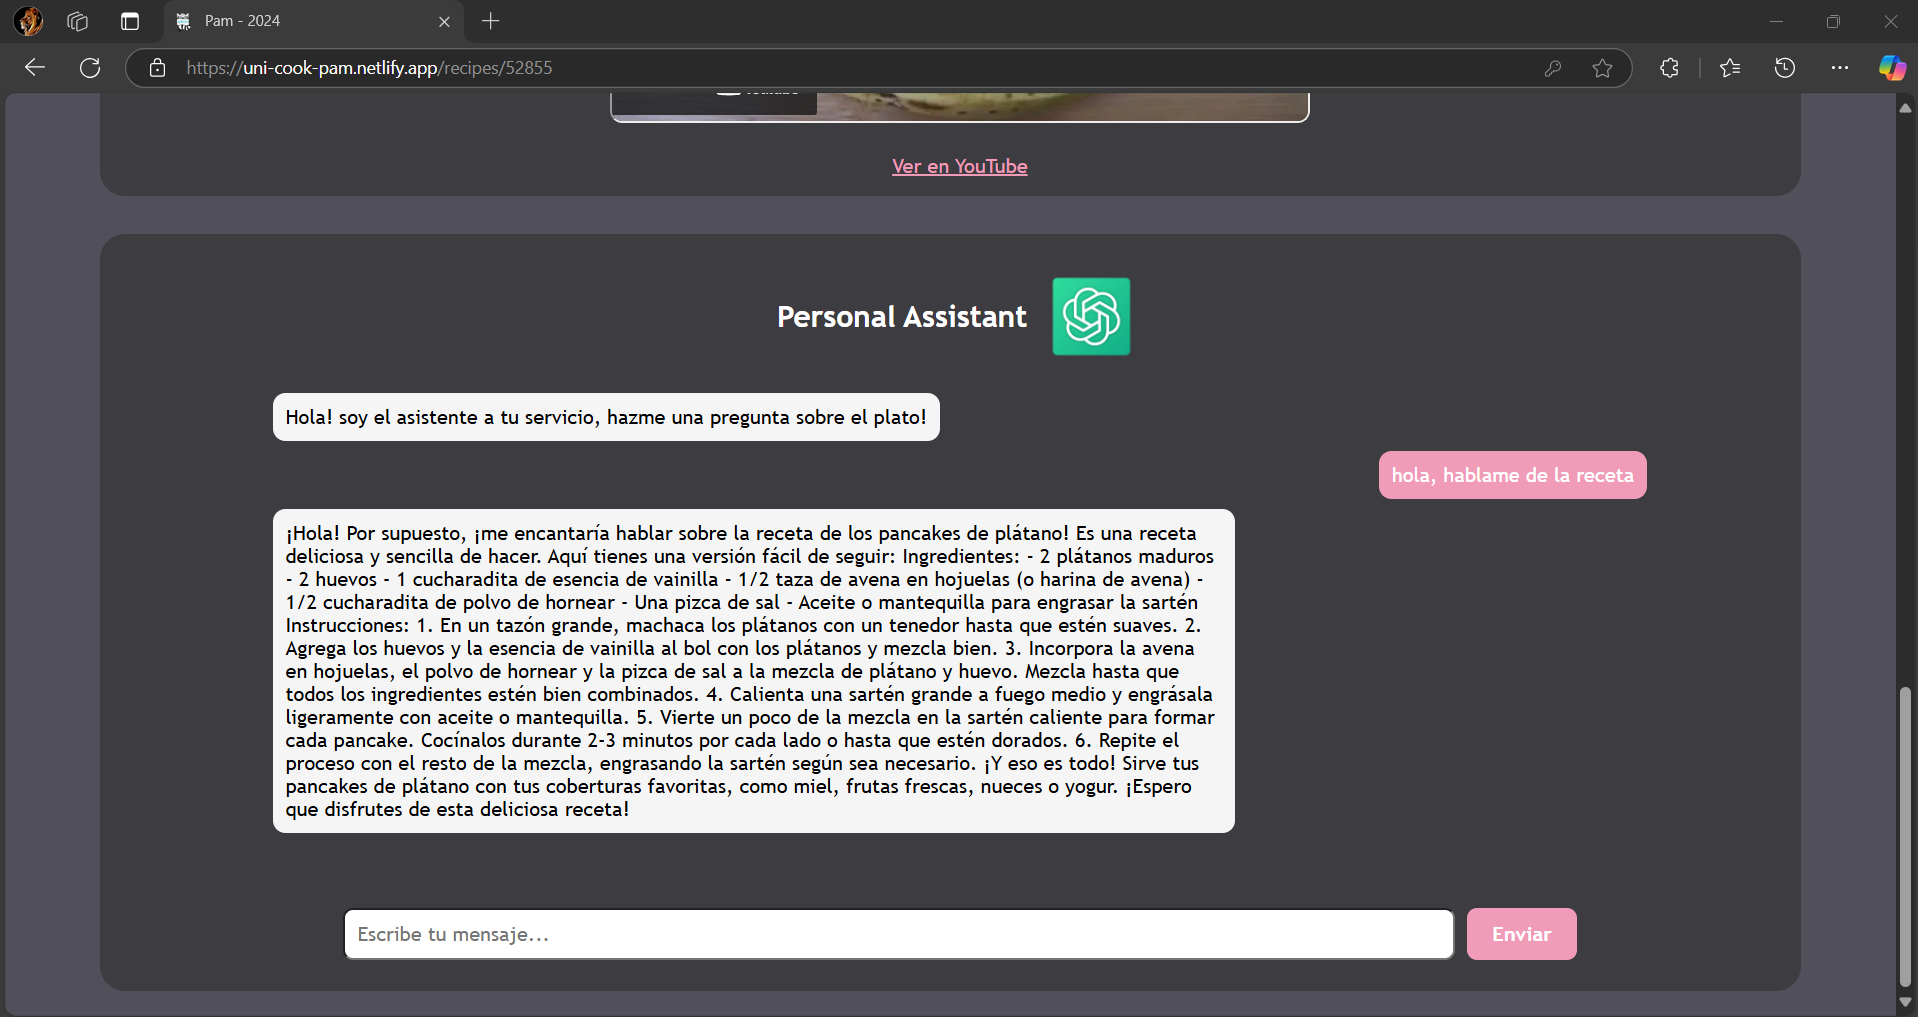 Pam - 2024
https://uni-cook-pam.netlify.app/recipes/52855
Ver en YouTube
Personal Assistant
Hola! soy el asistente a tu servicio, hazme una pregunta sobre el plato!
hola, hablame de la receta
¡Hola! Por supuesto, ¡me encantaría hablar sobre la receta de los pancakes de plátano! Es una receta
deliciosa y sencilla de hacer. Aquí tienes una versión fácil de seguir: Ingredientes: - 2 plátanos maduros
- 2 huevos - 1 cucharadita de esencia de vainilla - 1/2 taza de avena en hojuelas (o harina de avena) -
1/2 cucharadita de polvo de hornear - Una pizca de sal - Aceite o mantequilla para engrasar la sartén
Instrucciones: 1. En un tazón grande, machaca los plátanos con un tenedor hasta que estén suaves. 2.
Agrega los huevos y la esencia de vainilla al bol con los plátanos y mezcla bien. 3. Incorpora la avena
en hojuelas, el polvo de hornear y la pizca de sal a la mezcla de plátano y huevo. Mezcla hasta que
todos los ingredientes estén bien combinados. 4. Calienta una sartén grande a fuego medio y engrásala
ligeramente con aceite o mantequilla. 5. Vierte un poco de la mezcla en la sartén caliente para formar
cada pancake. Cocínalos durante 2-3 minutos por cada lado o hasta que estén dorados. 6. Repite el
proceso con el resto de la mezcla, engrasando la sartén según sea necesario. ¡Y eso es todo! Sirve tus
pancakes de plátano con tus coberturas favoritas, como miel, frutas frescas, nueces o yogur. ¡Espero
que disfrutes de esta deliciosa receta!
Escribe tu mensaje...
Enviar